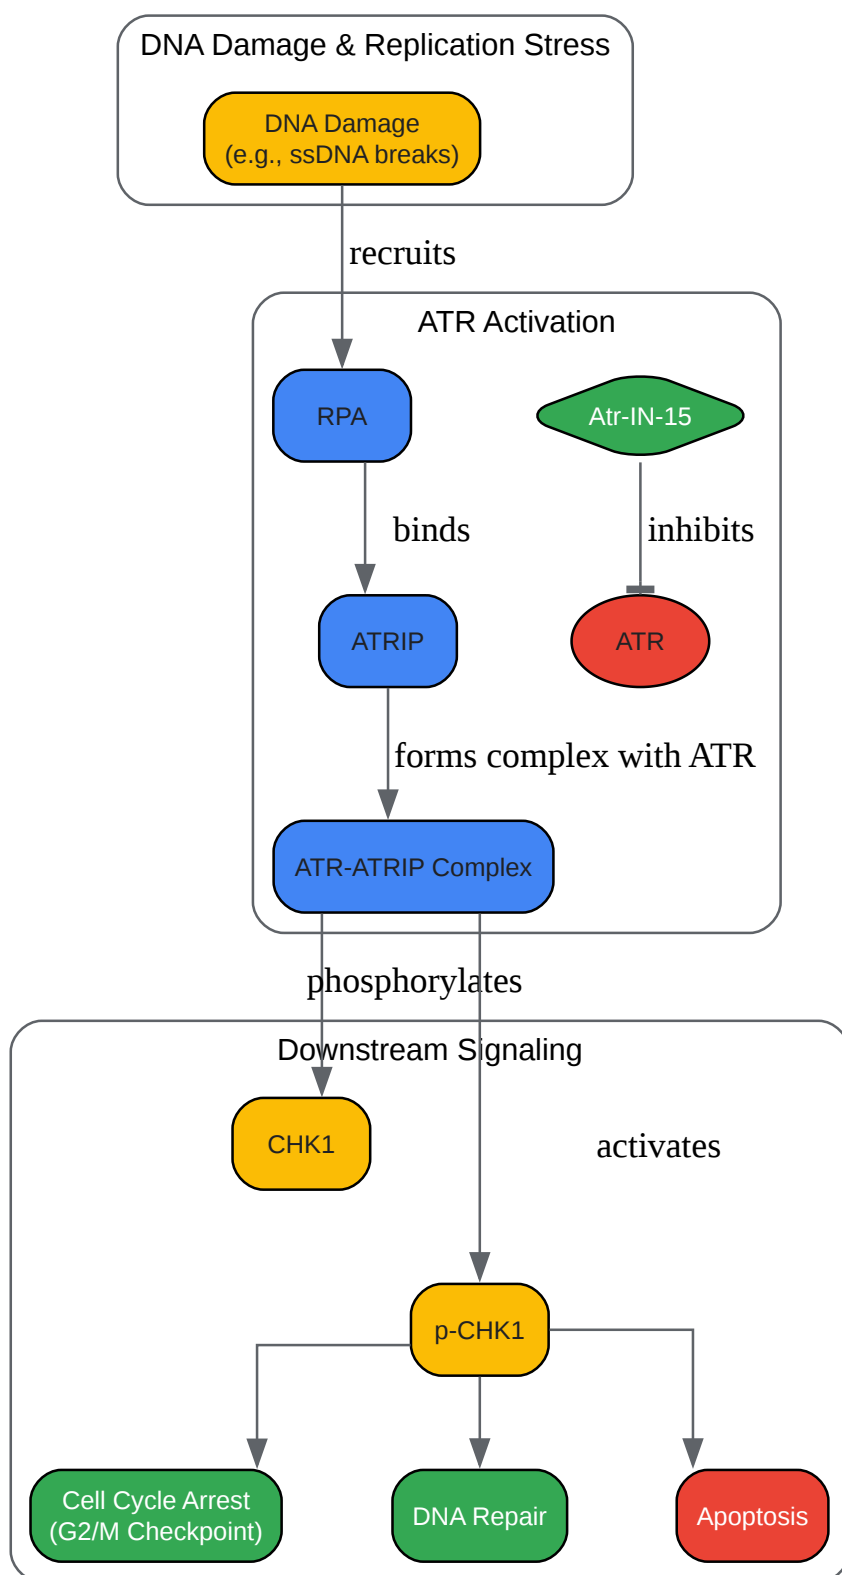 DNA Damage & Replication Stress
DNA Damage
(e.g., ssDNA breaks)
recruits
ATR Activation
RPA
Atr-IN-15
binds
inhibits
ATRIP
ATR
forms complex with ATR
ATR-ATRIP Complex
phosphorylates
Downstream Signaling
CHK1
activates
p-CHK1
Cell Cycle Arrest
(G2/M Checkpoint)
DNA Repair
Apoptosis